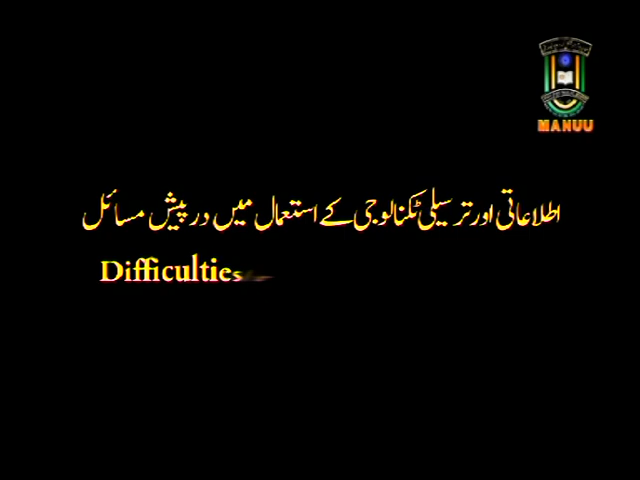 MANUU
اطلاعاتی اور ترسیلی ٹکنالوجی کے استعمال میں درپیش مسائل
Difficulties